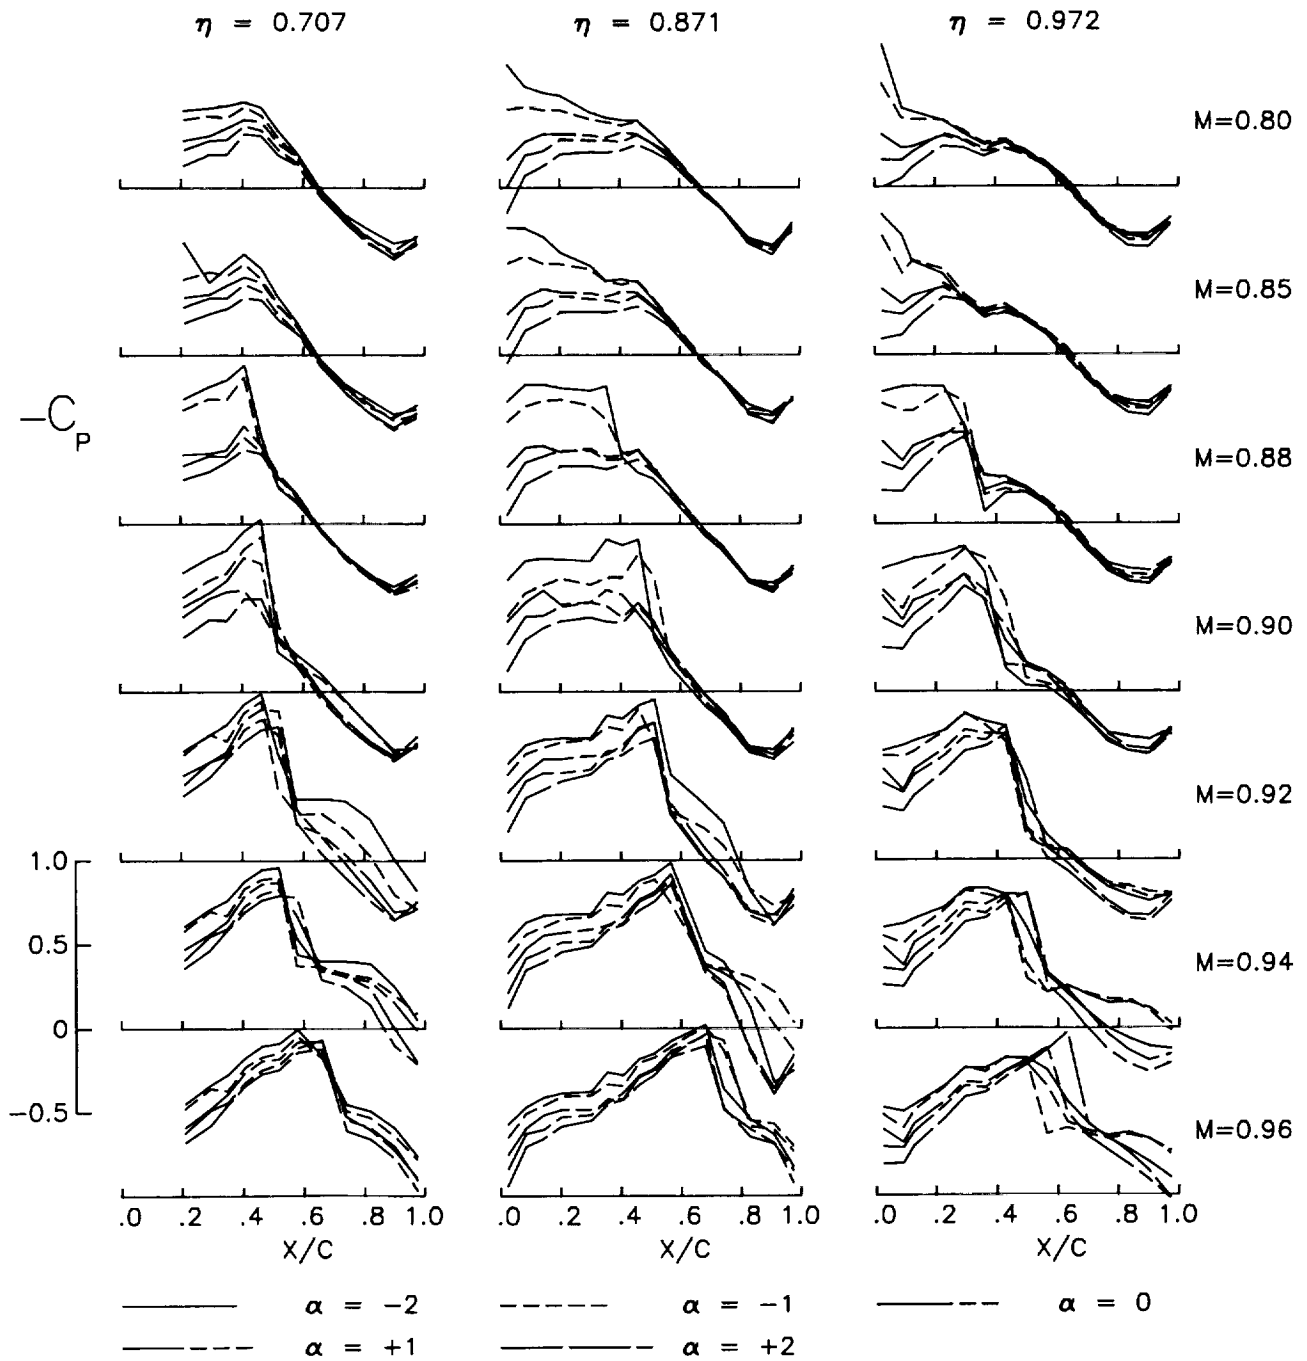 η = 0.707 η = 0.871 η = 0.972
M=0.80
M=0.85
−C_P
M=0.88
M=0.90
M=0.92
1.0
0.5
M=0.94
0
−0.5
M=0.96
.0 .2 .4 .6 .8 1.0 .0 .2 .4 .6 .8 1.0 .0 .2 .4 .6 .8 1.0
X/C X/C X/C
α = −2 α = −1 α = 0
α = +1 α = +2